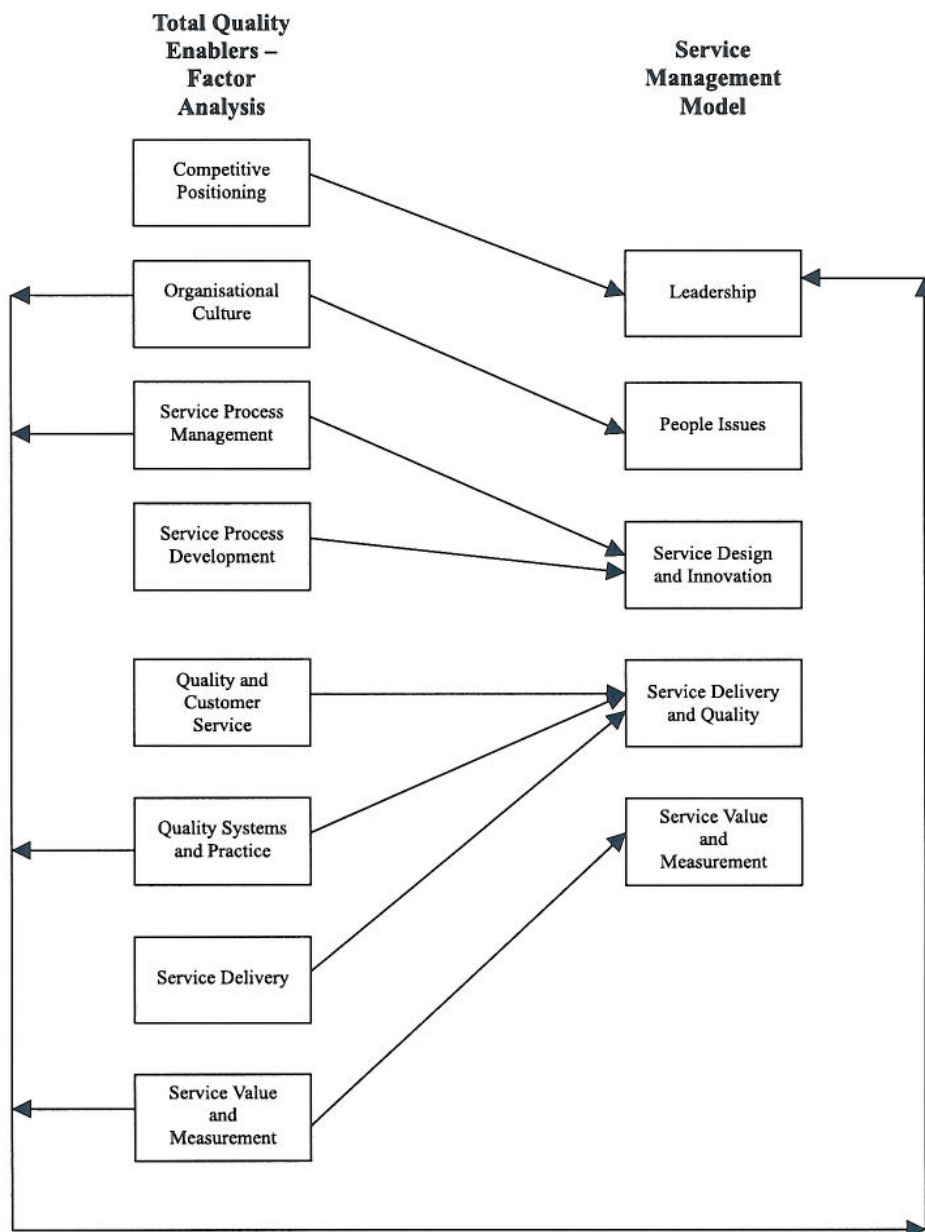 Total Quality
Enablers –
Factor
Analysis
Service
Management
Model
Competitive
Positioning
Organisational
Culture
Service Process
Management
Service Process
Development
Quality and
Customer
Service
Quality Systems
and Practice
Service Delivery
Service Value
and
Measurement
Leadership
People Issues
Service Design
and Innovation
Service Delivery
and Quality
Service Value
and
Measurement